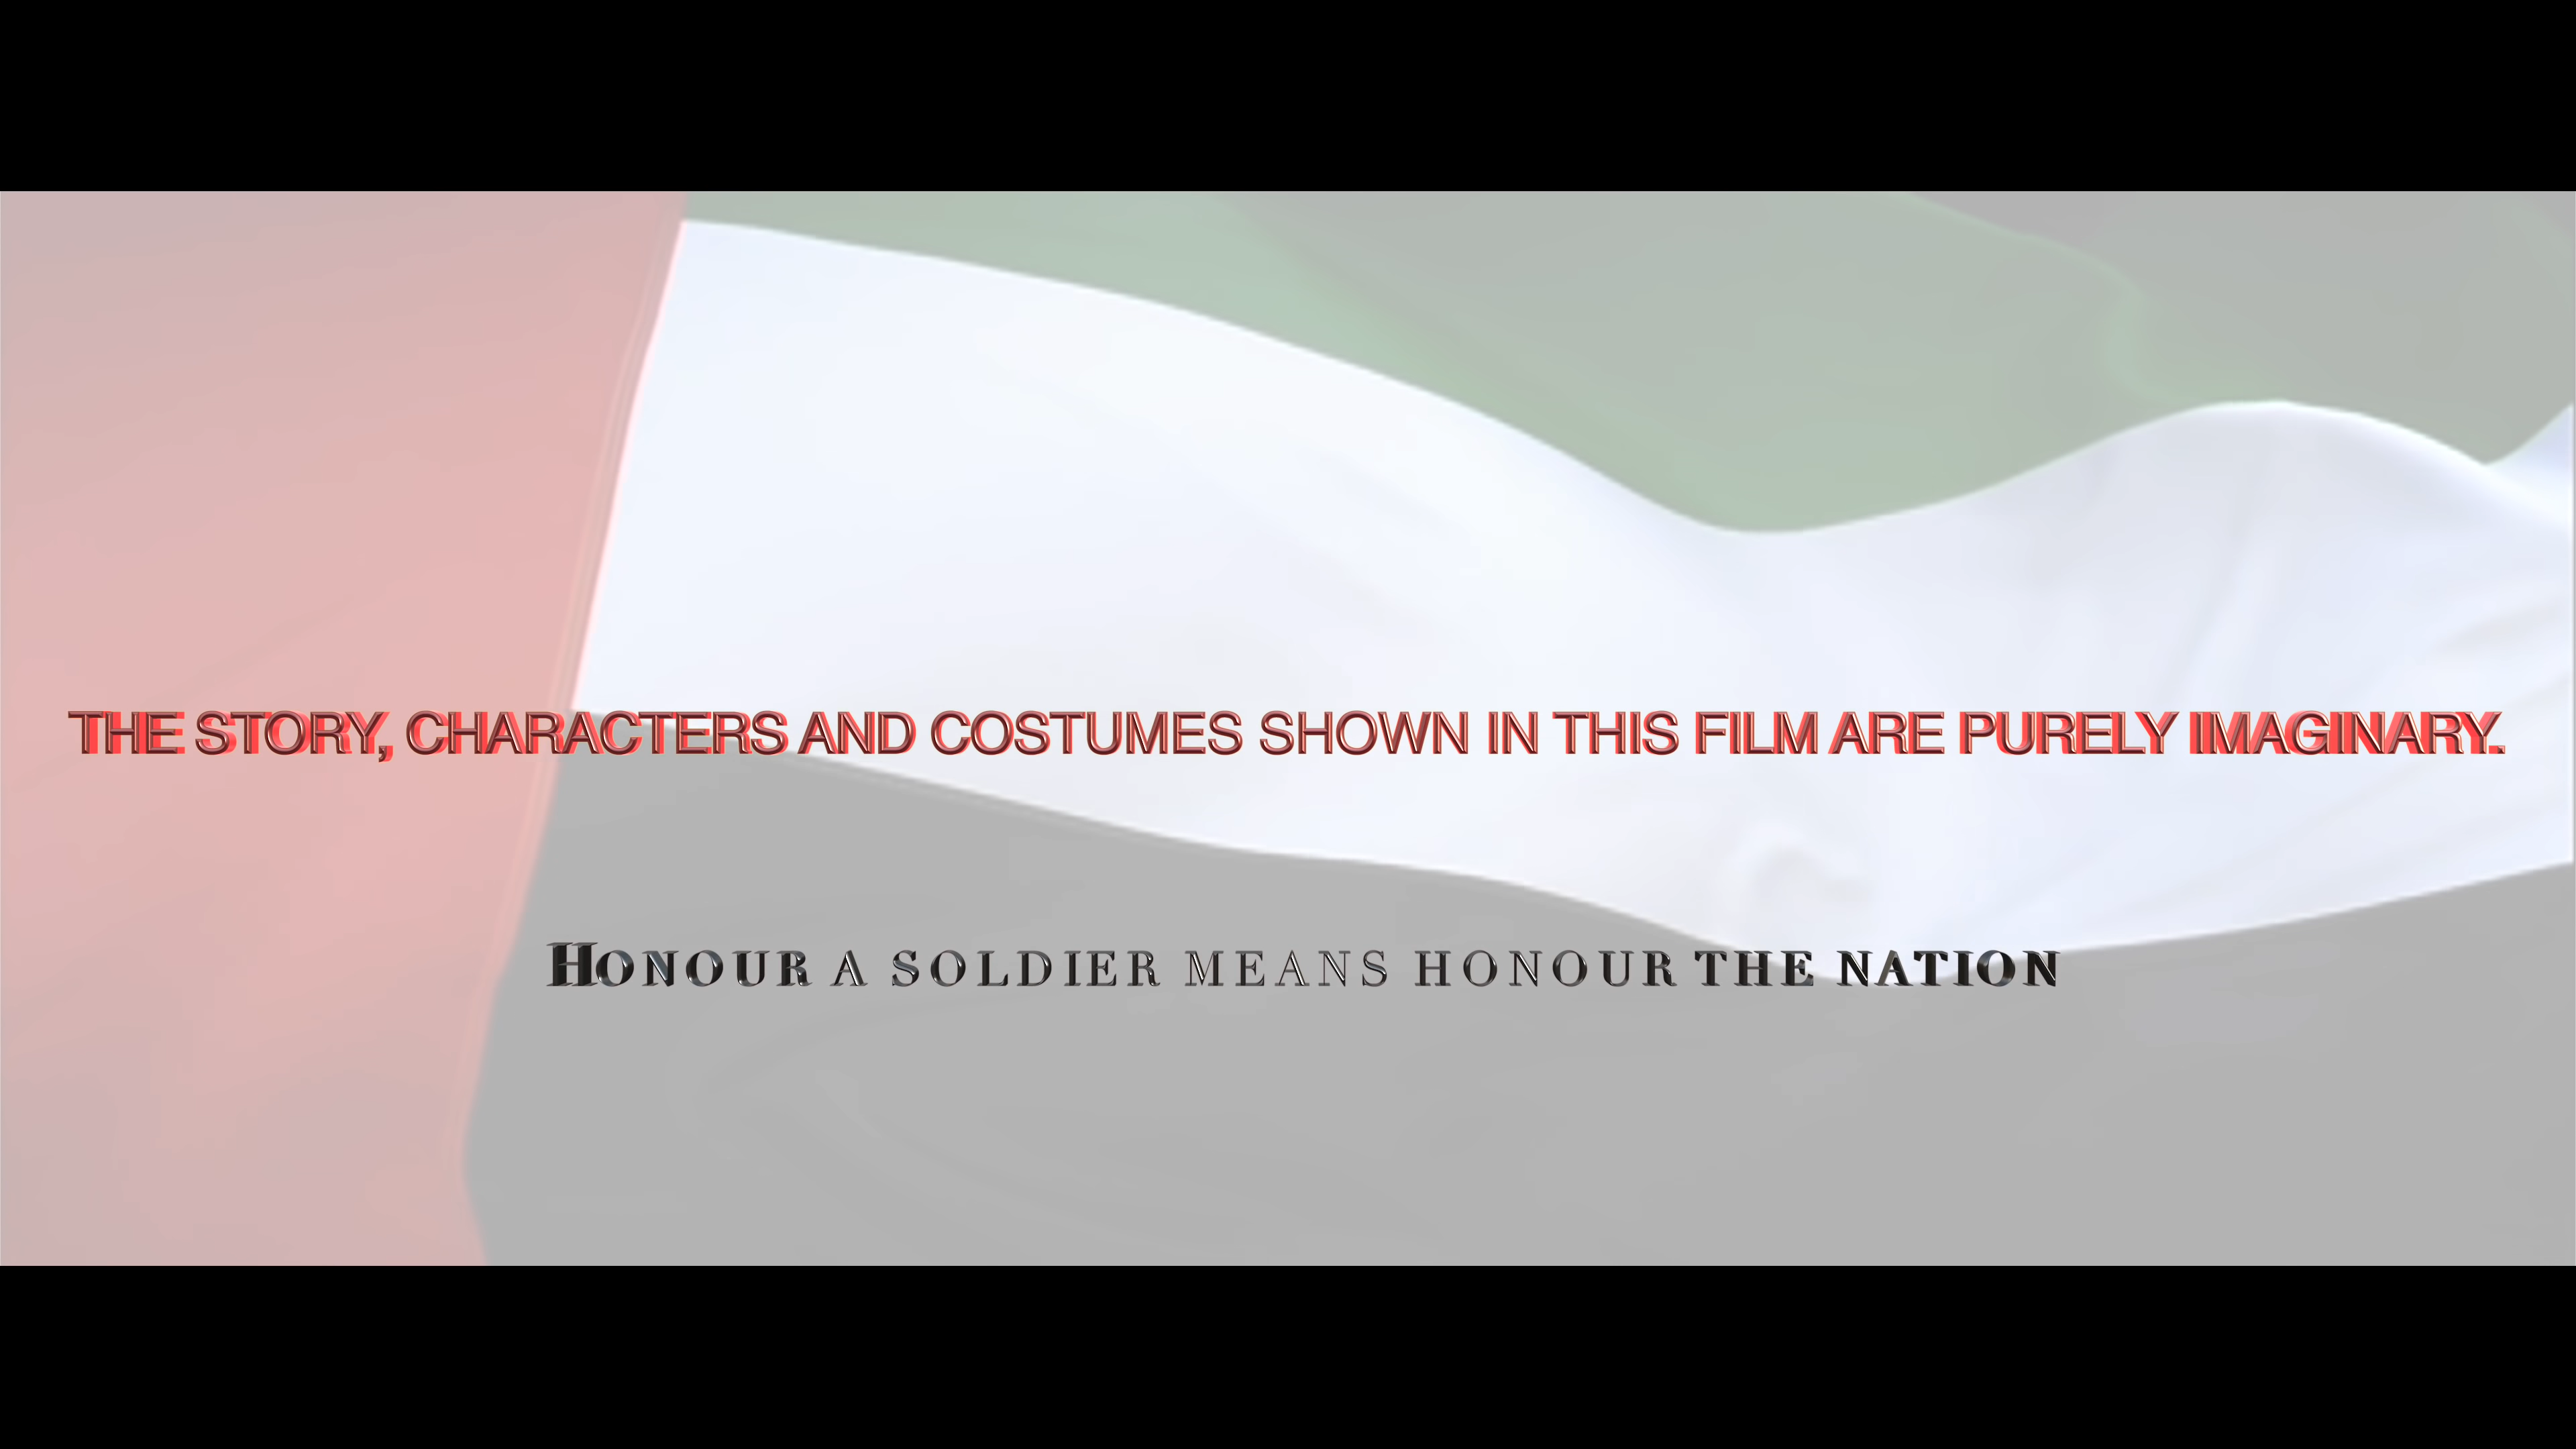 THE STORY, CHARACTERS AND COSTUMES SHOWN IN THIS FILM ARE PURELY IMAGINARY.
HONOUR A SOLDIER MEANS HONOUR THE NATION